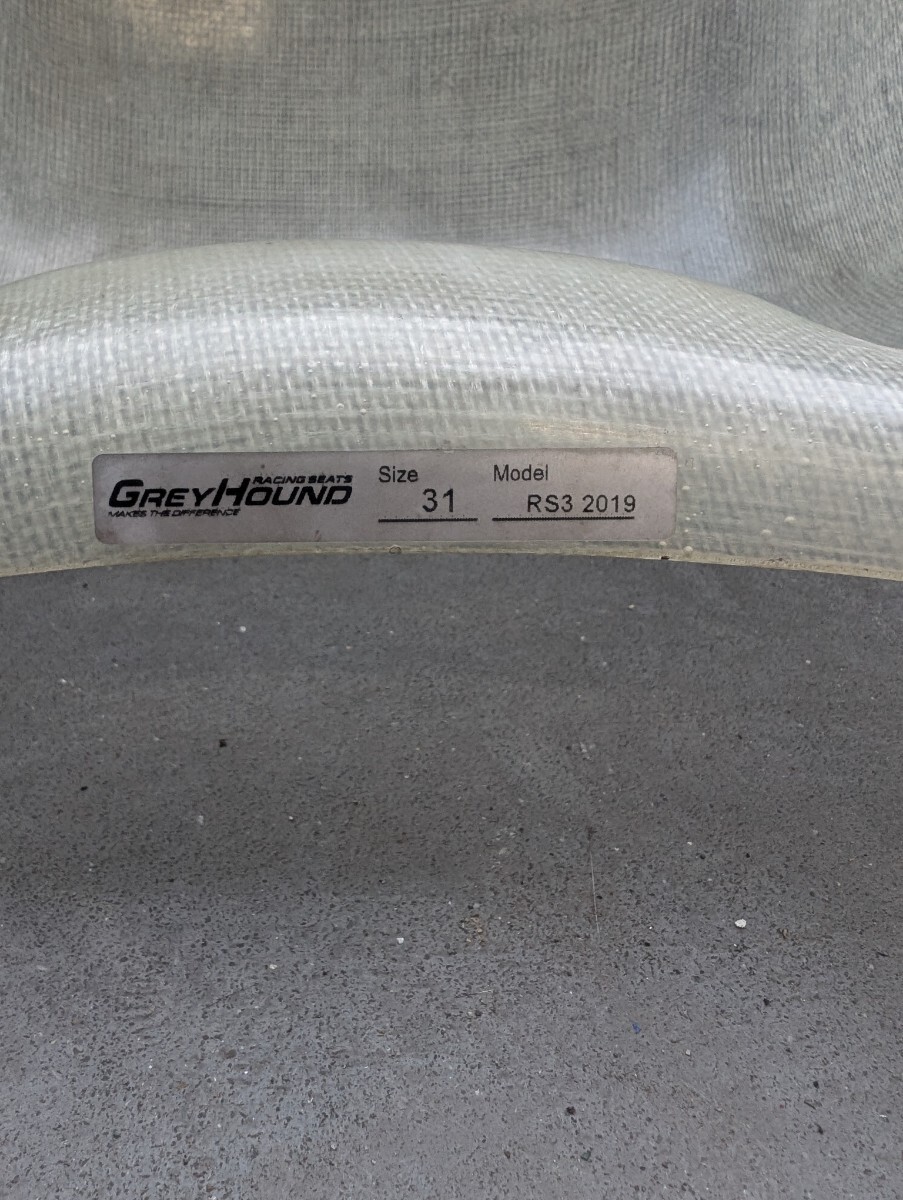 RACING SEATS
GREYHOUND
MAKES THE DIFFERENCE
Size
31
Model
RS3 2019